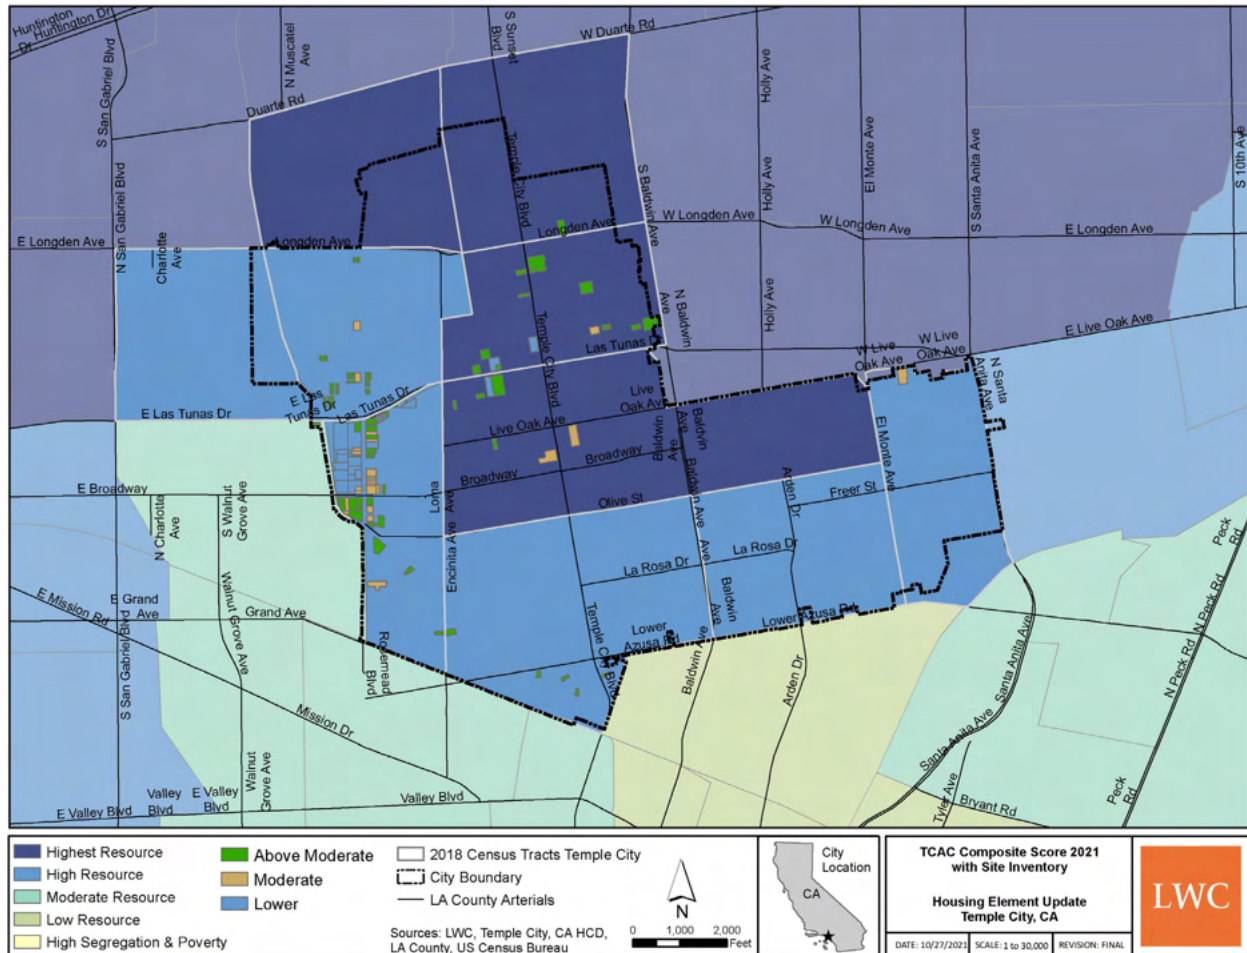 Huntington Dr
Huntington Dr
S San Gabriel Blvd
N Muscatel Ave
S Sunset Blvd
W Duarte Rd
Duarte Rd
Holly Ave
El Monte Ave
S Santa Anita Ave
S 10th Ave
Temple City Blvd
S Baldwin Ave
Holly Ave
E Longden Ave
N San Gabriel Blvd
Charlotte Ave
Longden Ave
Longden Ave
W Longden Ave
W Longden Ave
E Longden Ave
N Baldwin Ave
Holly Ave
Temple City Blvd
Las Tunas Dr
W Live Oak Ave
W Live Oak Ave
E Live Oak Ave
N Santa Anita Ave
E Las Tunas Dr
E Las Tunas Dr
Las Tunas Dr
Live Oak Ave
Live Oak Ave
Baldwin Ave
Baldwin Ave
El Monte Ave
E Broadway
Broadway
Broadway
Loma Ave
Olive St
Arden Dr
Freer St
N Charlotte Ave
S Walnut Grove Ave
Encinita Ave
Baldwin Ave
La Rosa Dr
La Rosa Dr
Peck Rd
E Mission Rd
E Grand Ave
Grand Ave
Walnut Grove Ave
S San Gabriel Blvd
Rosemead Blvd
Temple City Blvd
Lower Azusa Rd
Lower Azusa Rd
Baldwin Ave
Baldwin Ave
Arden Dr
Santa Anita Ave
Santa Anita Ave
N Peck Rd
N Peck Rd
Mission Dr
Walnut Grove Ave
E Valley Blvd
Valley Blvd
E Valley Blvd
Valley Blvd
Tyler Ave
Bryant Rd
Peck Rd
Highest Resource
High Resource
Moderate Resource
Low Resource
High Segregation & Poverty
Above Moderate
Moderate
Lower
2018 Census Tracts Temple City
City Boundary
LA County Arterials
Sources: LWC, Temple City, CA HCD,
LA County, US Census Bureau
N
0 1,000 2,000
Feet
City
Location
CA
TCAC Composite Score 2021
with Site Inventory
Housing Element Update
Temple City, CA
DATE: 10/27/2021 SCALE: 1 to 30,000 REVISION: FINAL
LWC